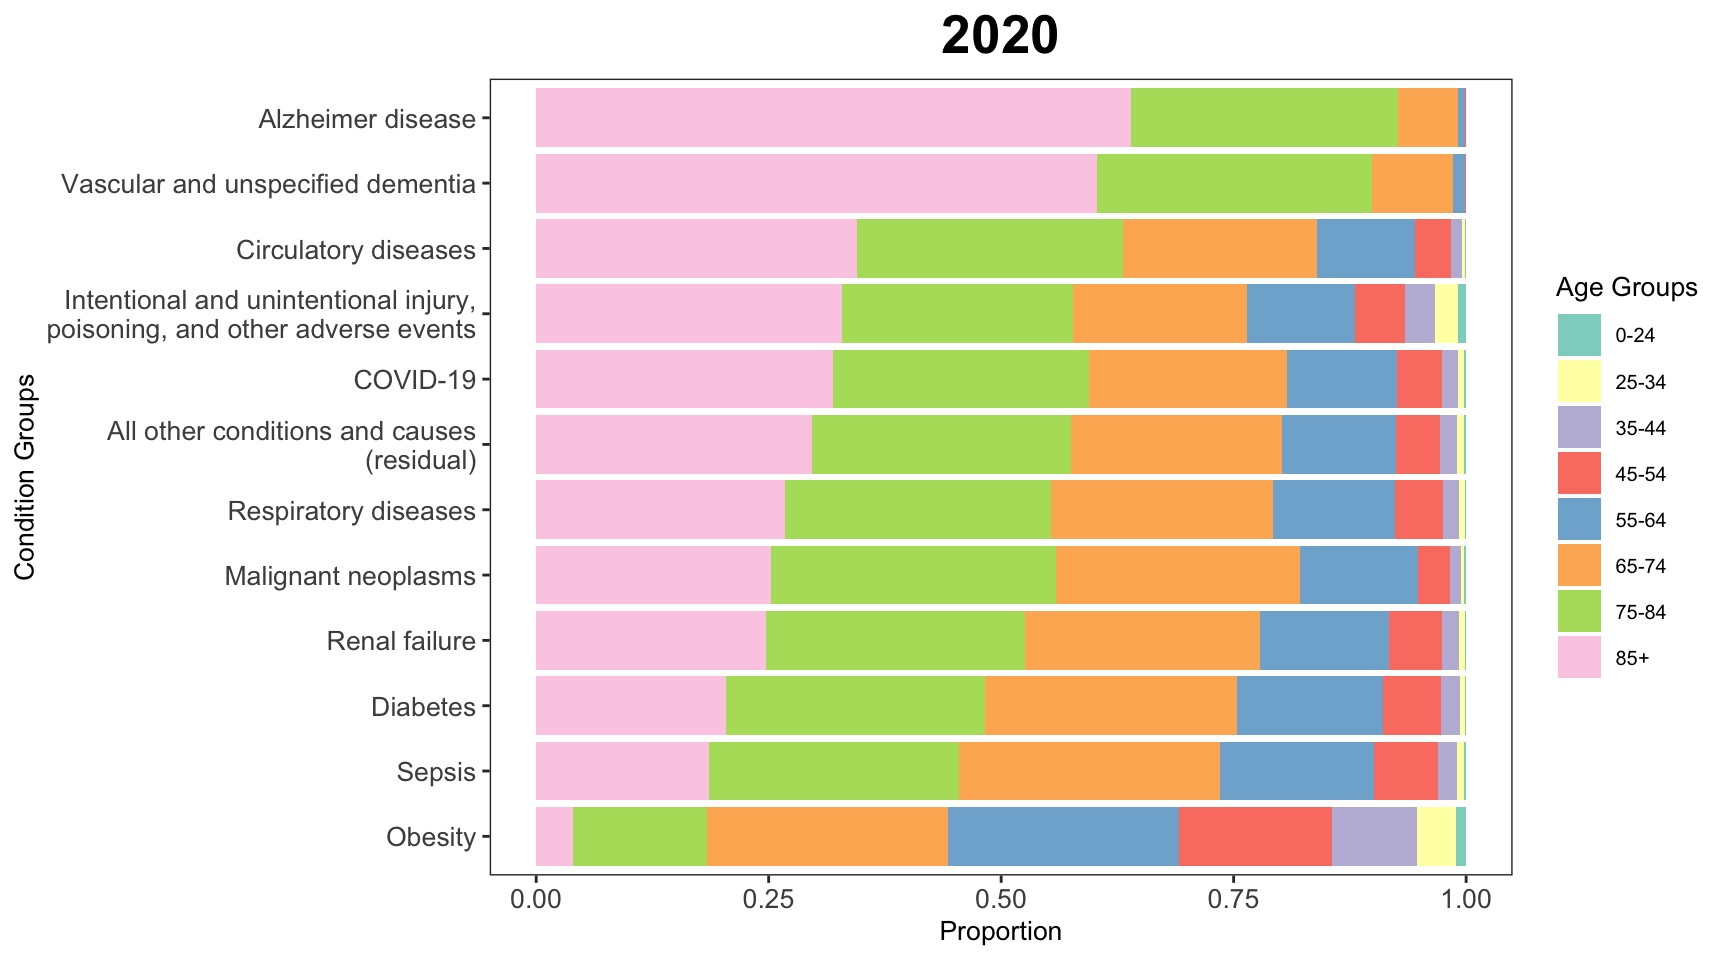 2020
Alzheimer disease
Vascular and unspecified dementia
Circulatory diseases
Intentional and unintentional injury,
poisoning, and other adverse events
COVID-19
All other conditions and causes
(residual)
Respiratory diseases
Malignant neoplasms
Renal failure
Diabetes
Sepsis
Obesity
Condition Groups
0.00 0.25 0.50 0.75 1.00
Proportion
Age Groups
0-24
25-34
35-44
45-54
55-64
65-74
75-84
85+